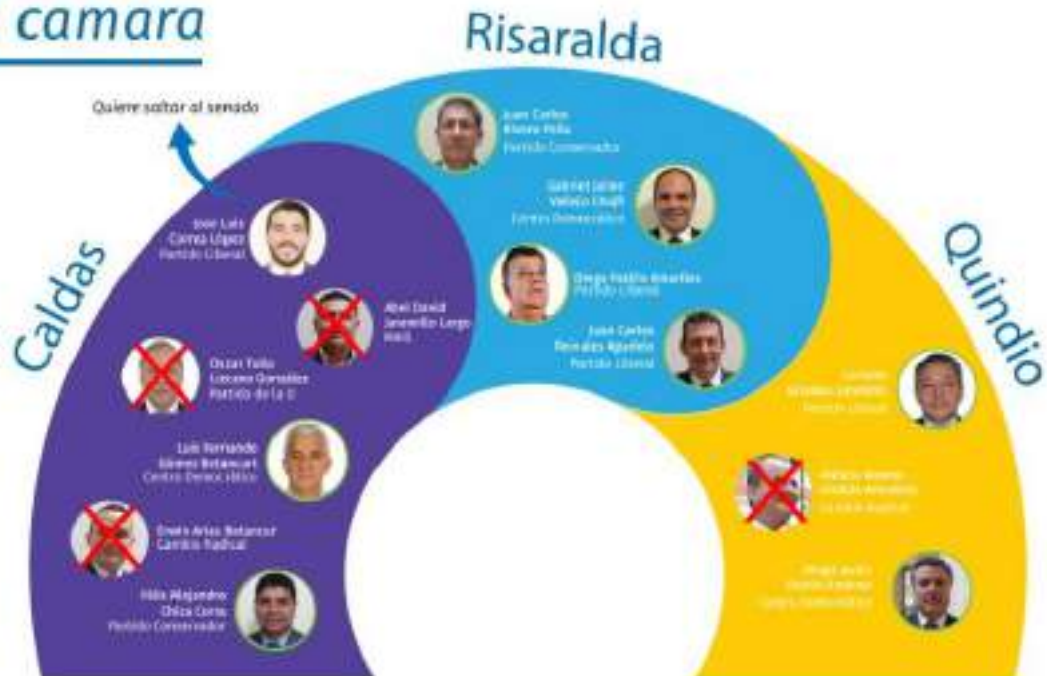 camara
Risaralda
Quiere saltar al senado
Juan Carlos
Rivera Peña
Partido Conservador
Gabriel Jaime
Vallejo Chujfi
Centro Democrático
Diego Patiño Amariles
Partido Liberal
Juan Carlos
Reinales Agudelo
Partido Liberal
Caldas
Jose Luis
Correa López
Partido Liberal
Abel David
Jaramillo Largo
MAIS
Oscar Tulio
Lizcano González
Partido de la U
Luis Fernando
Gómez Betancurt
Centro Democrático
Erwin Arias Betancur
Cambio Radical
Félix Alejandro
Chica Correa
Partido Conservador
Quindio